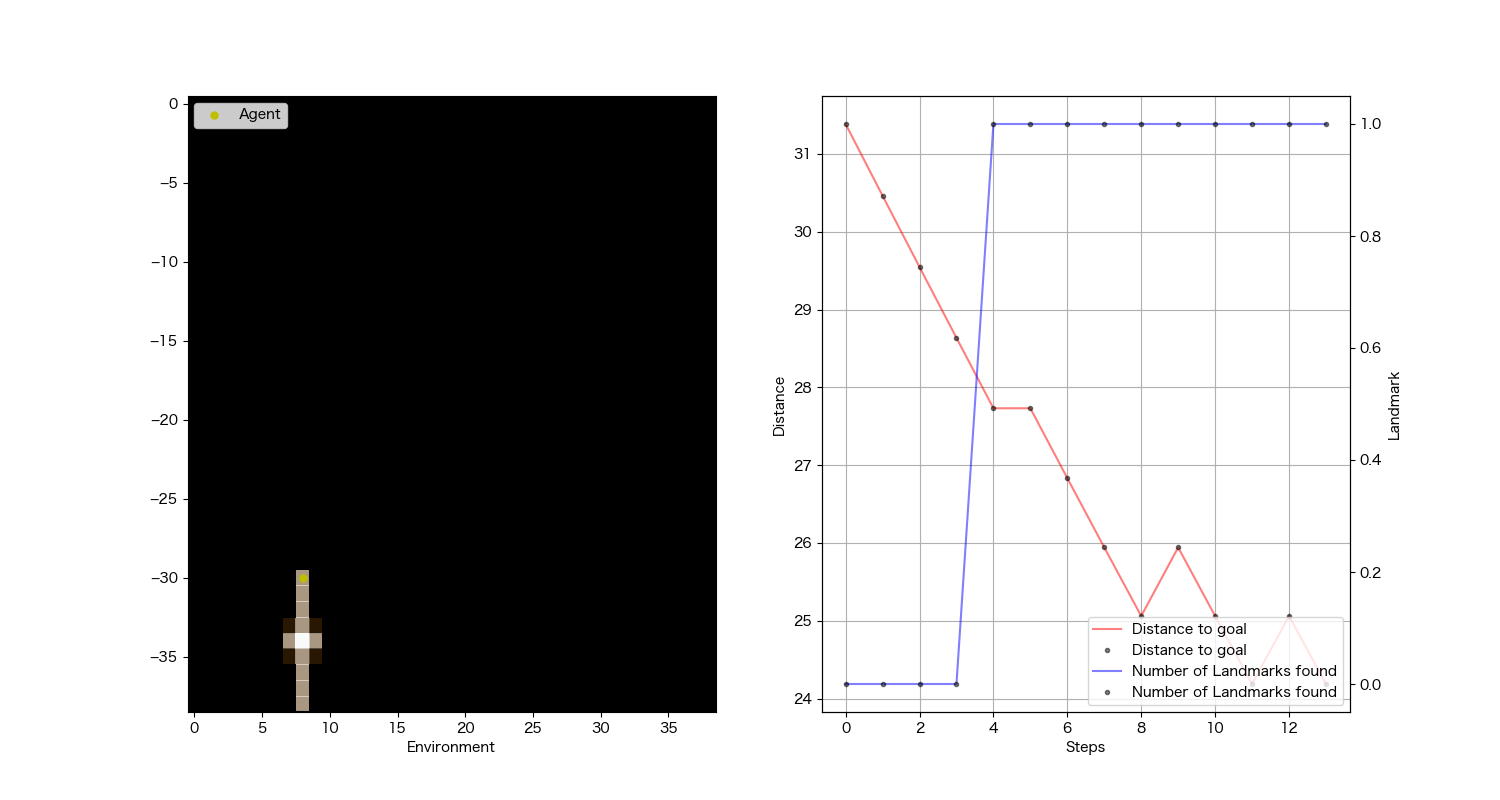 Agent
0
−5
−10
−15
−20
−25
−30
−35
0 5 10 15 20 25 30 35
Environment
31
30
29
28
27
26
25
24
Distance
1.0
0.8
0.6
0.4
0.2
0.0
Landmark
Distance to goal
Distance to goal
Number of Landmarks found
Number of Landmarks found
0 2 4 6 8 10 12
Steps